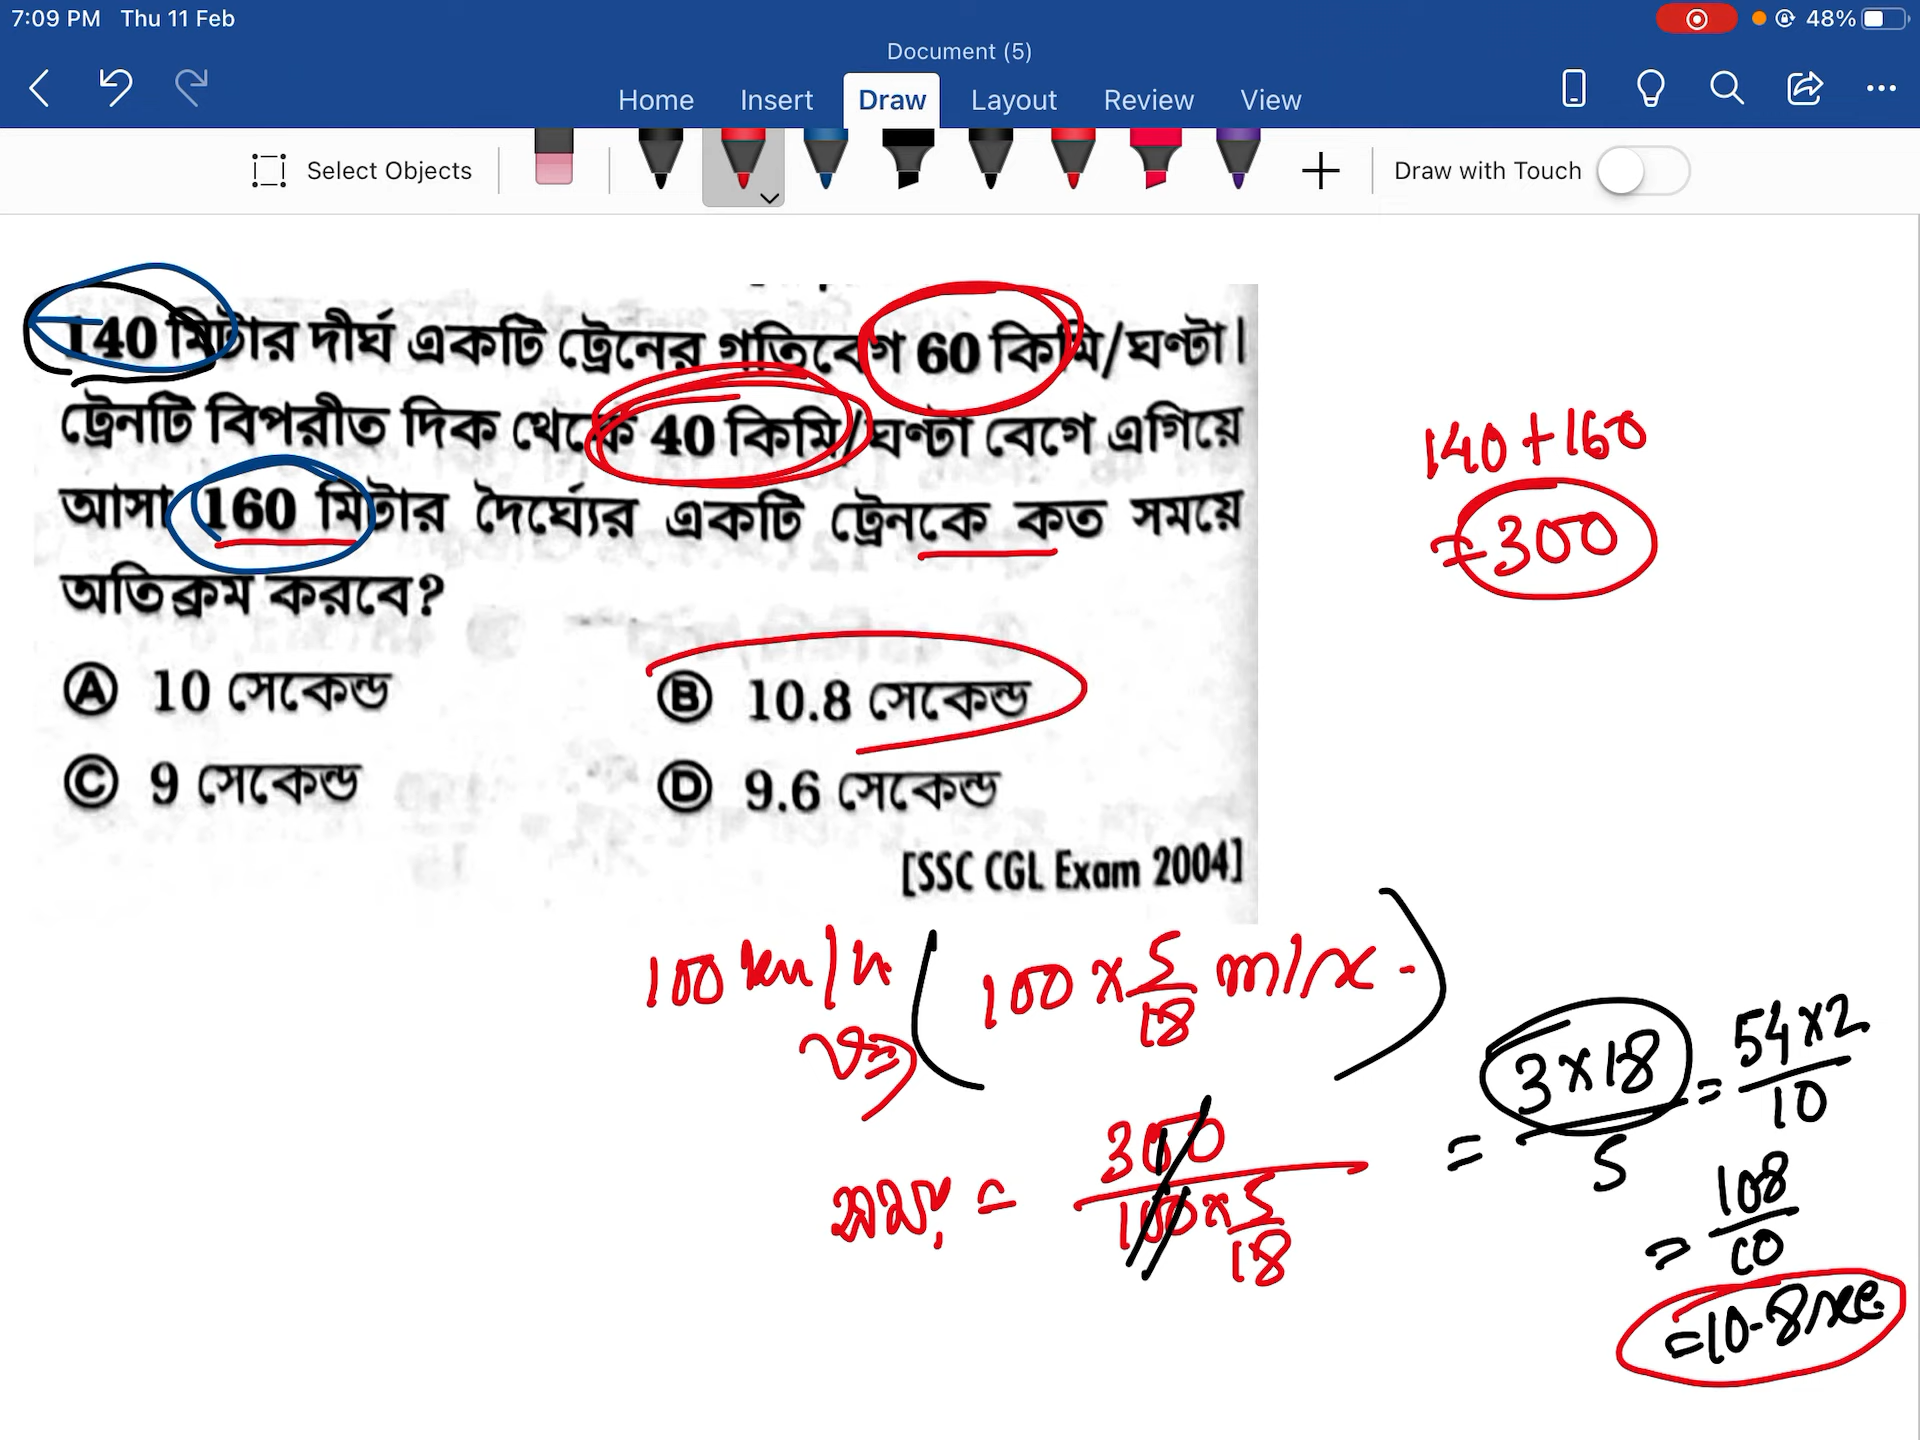 7:09 PM Thu 11 Feb
48%
Document (5)
Home Insert Draw Layout Review View
Select Objects
Draw with Touch
140 মিটার দীর্ঘ একটি ট্রেনের গতিবেগ 60 কিমি/ঘণ্টা।
ট্রেনটি বিপরীত দিক থেকে 40 কিমি/ঘণ্টা বেগে এগিয়ে
আসা 160 মিটার দৈর্ঘ্যের একটি ট্রেনকে কত সময়ে
অতিক্রম করবে?
Ⓐ 10 সেকেন্ড Ⓑ 10.8 সেকেন্ড
Ⓒ 9 সেকেন্ড Ⓓ 9.6 সেকেন্ড
[SSC CGL Exam 2004]
140+160
=300
100 km/h (100 × 5/18 m/s.)
সময় = 300/(100 × 5/18)
= (3×18)/5 = (54×2)/10
= 108/10
=10.8 sec